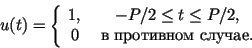 u(t) = { 1, −P/2 ≤ t ≤ P/2,
0 в противном случае.